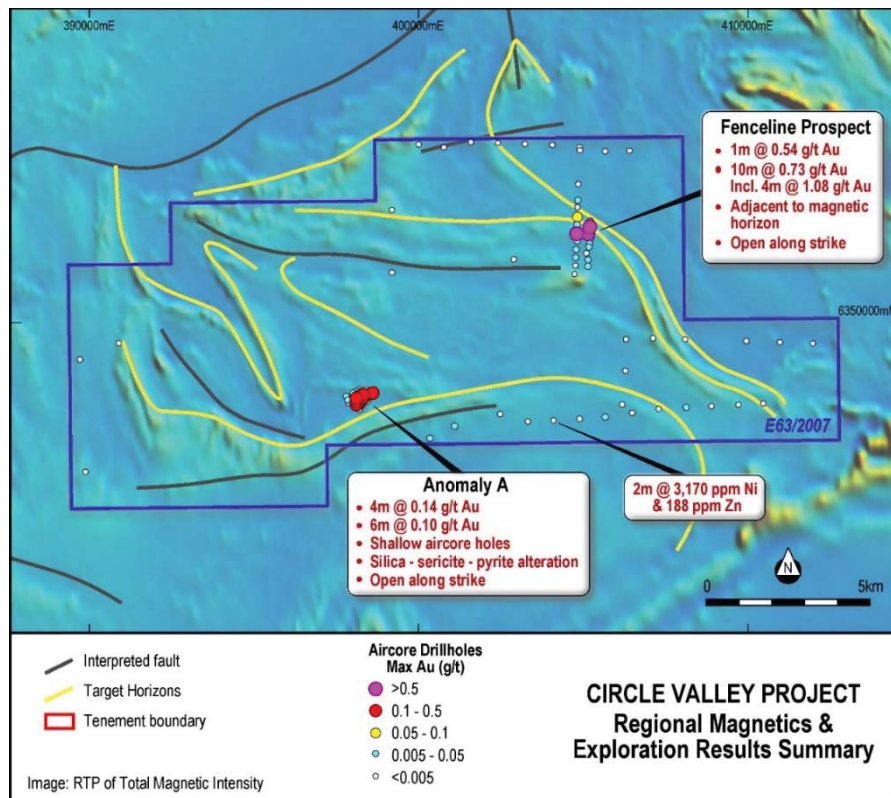 390000mE
400000mE
410000mE
Fenceline Prospect
• 1m @ 0.54 g/t Au
• 10m @ 0.73 g/t Au
Incl. 4m @ 1.08 g/t Au
• Adjacent to magnetic
horizon
• Open along strike
6350000mN
E63/2007
Anomaly A
• 4m @ 0.14 g/t Au
• 6m @ 0.10 g/t Au
• Shallow aircore holes
• Silica - sericite - pyrite alteration
• Open along strike
2m @ 3,170 ppm Ni
& 188 ppm Zn
N
0
5km
Interpreted fault
Target Horizons
Tenement boundary
Image: RTP of Total Magnetic Intensity
Aircore Drillholes
Max Au (g/t)
>0.5
0.1 - 0.5
0.05 - 0.1
0.005 - 0.05
<0.005
CIRCLE VALLEY PROJECT
Regional Magnetics &
Exploration Results Summary